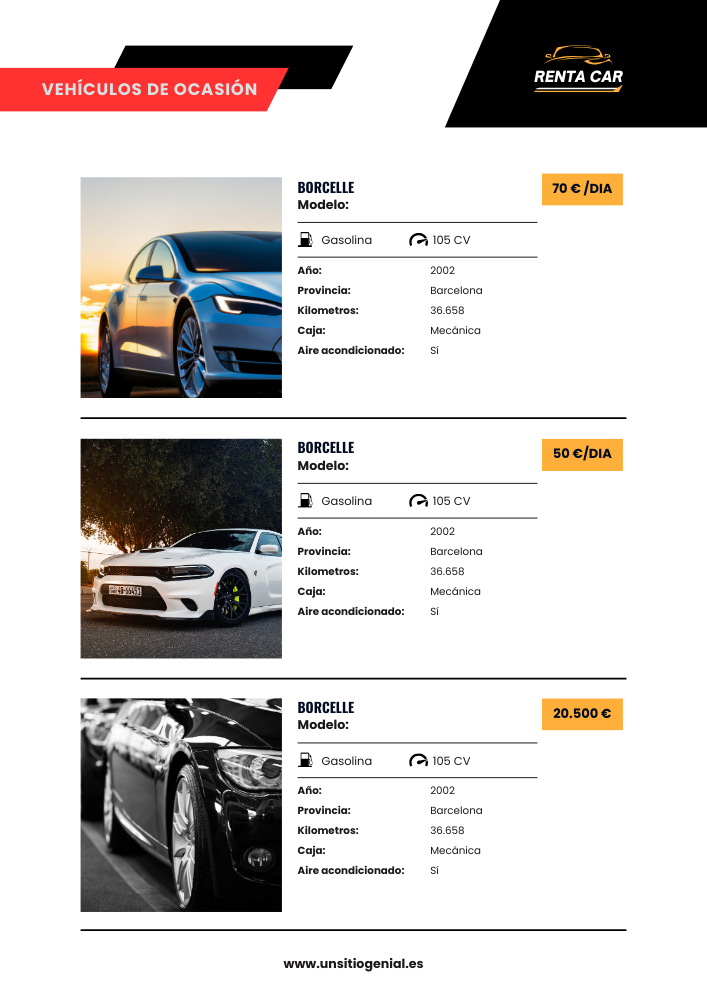 VEHÍCULOS DE OCASIÓN
RENTA CAR
BORCELLE
70 € /DIA
Modelo:
Gasolina 105 CV
Año: 2002
Provincia: Barcelona
Kilometros: 36.658
Caja: Mecánica
Aire acondicionado: Sí
BORCELLE
50 €/DIA
Modelo:
Gasolina 105 CV
Año: 2002
Provincia: Barcelona
Kilometros: 36.658
Caja: Mecánica
Aire acondicionado: Sí
BORCELLE
20.500 €
Modelo:
Gasolina 105 CV
Año: 2002
Provincia: Barcelona
Kilometros: 36.658
Caja: Mecánica
Aire acondicionado: Sí
www.unsitiogenial.es